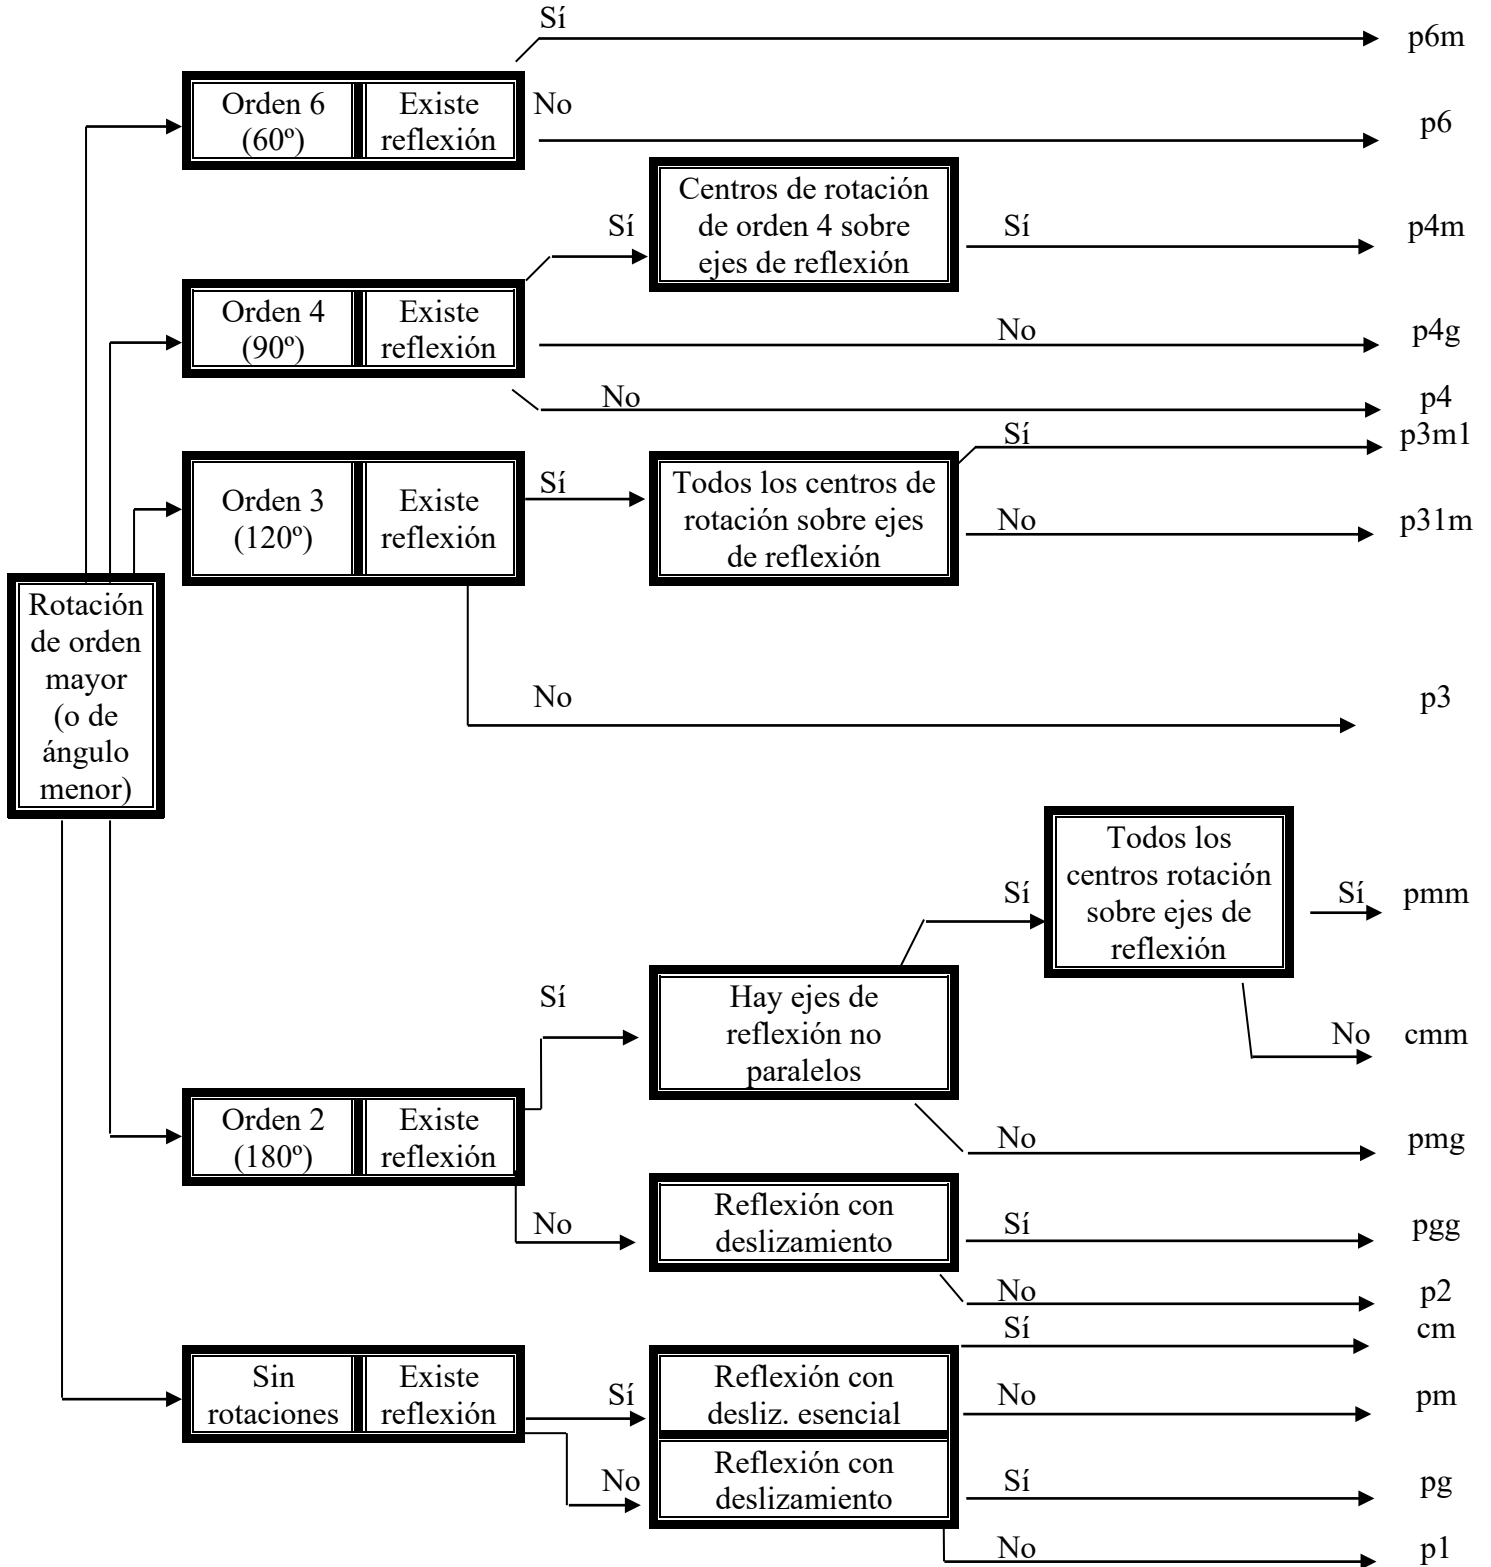 Sí
p6m
Orden 6
(60º)
Existe
reflexión
No
p6
Centros de rotación
de orden 4 sobre
ejes de reflexión
Sí
Sí
p4m
Orden 4
(90º)
Existe
reflexión
No
p4g
No
p4
Sí
p3m1
Orden 3
(120º)
Existe
reflexión
Sí
Todos los centros de
rotación sobre ejes
de reflexión
No
p31m
Rotación
de orden
mayor
(o de
ángulo
menor)
No
p3
Todos los
centros rotación
sobre ejes de
reflexión
Sí
Sí
pmm
Sí
Hay ejes de
reflexión no
paralelos
No
cmm
Orden 2
(180º)
Existe
reflexión
No
pmg
No
Reflexión con
deslizamiento
Sí
pgg
No
p2
Sí
cm
Sin
rotaciones
Existe
reflexión
Sí
Reflexión con
desliz. esencial
No
pm
No
Reflexión con
deslizamiento
Sí
pg
No
p1